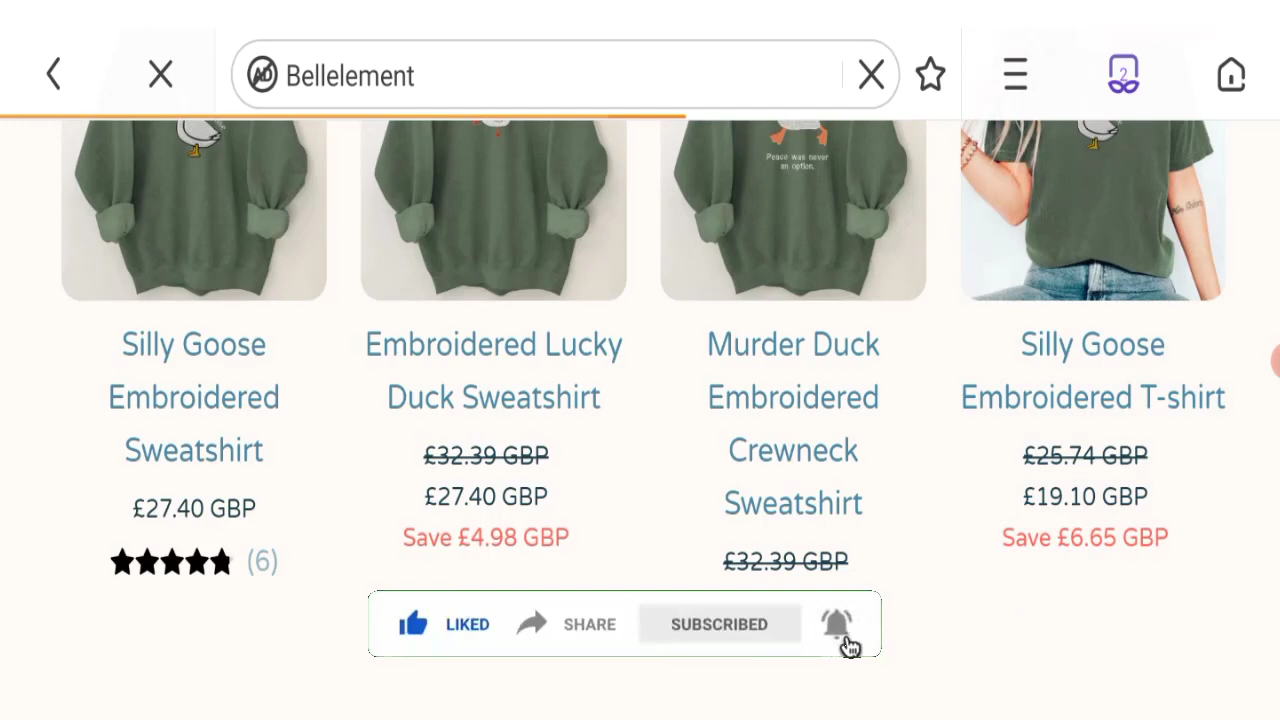 Bellelement
2
Peace was never
an option.
Silly Goose
Embroidered
Sweatshirt
£27.40 GBP
(6)
Embroidered Lucky
Duck Sweatshirt
£32.39 GBP
£27.40 GBP
Save £4.98 GBP
Murder Duck
Embroidered
Crewneck
Sweatshirt
£32.39 GBP
Silly Goose
Embroidered T-shirt
£25.74 GBP
£19.10 GBP
Save £6.65 GBP
LIKED SHARE SUBSCRIBED